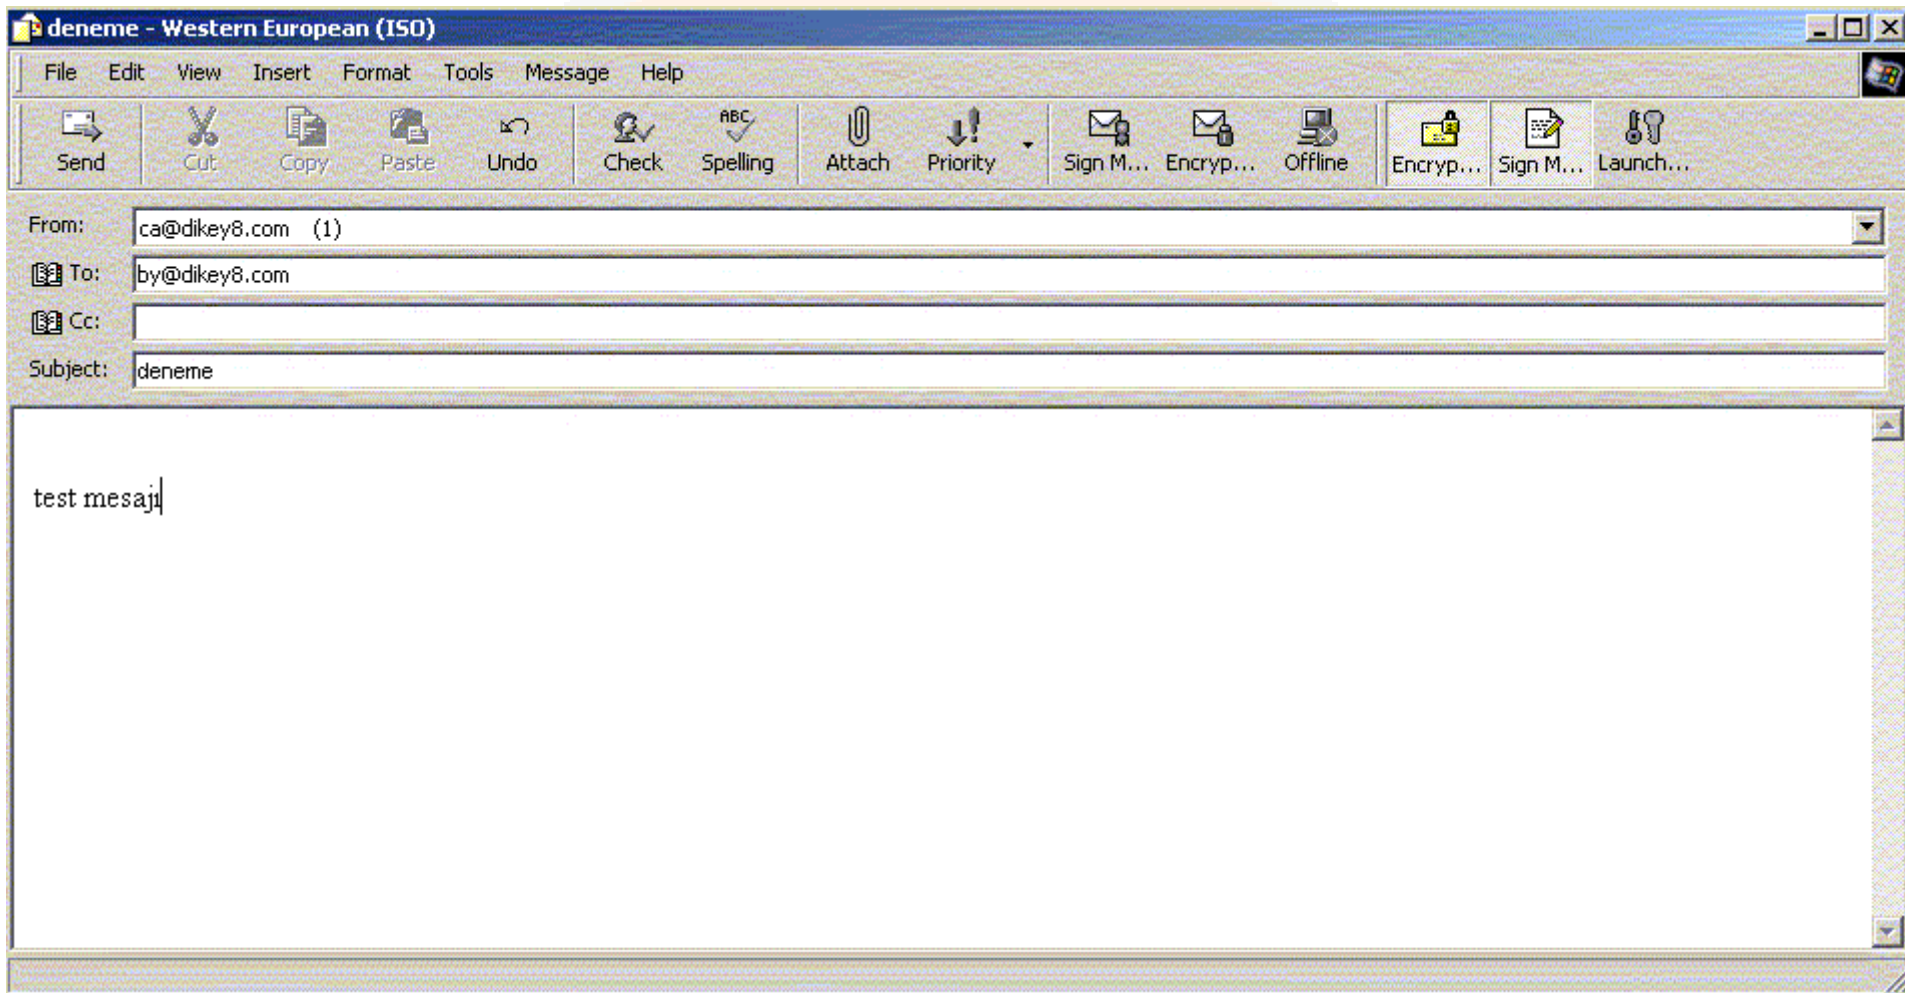 deneme - Western European (ISO)
File Edit View Insert Format Tools Message Help
Send Cut Copy Paste Undo Check ABC Spelling Attach Priority Sign M... Encryp... Offline Encryp... Sign M... Launch...
From: ca@dikey8.com (1)
To: by@dikey8.com
Cc:
Subject: deneme
test mesajı